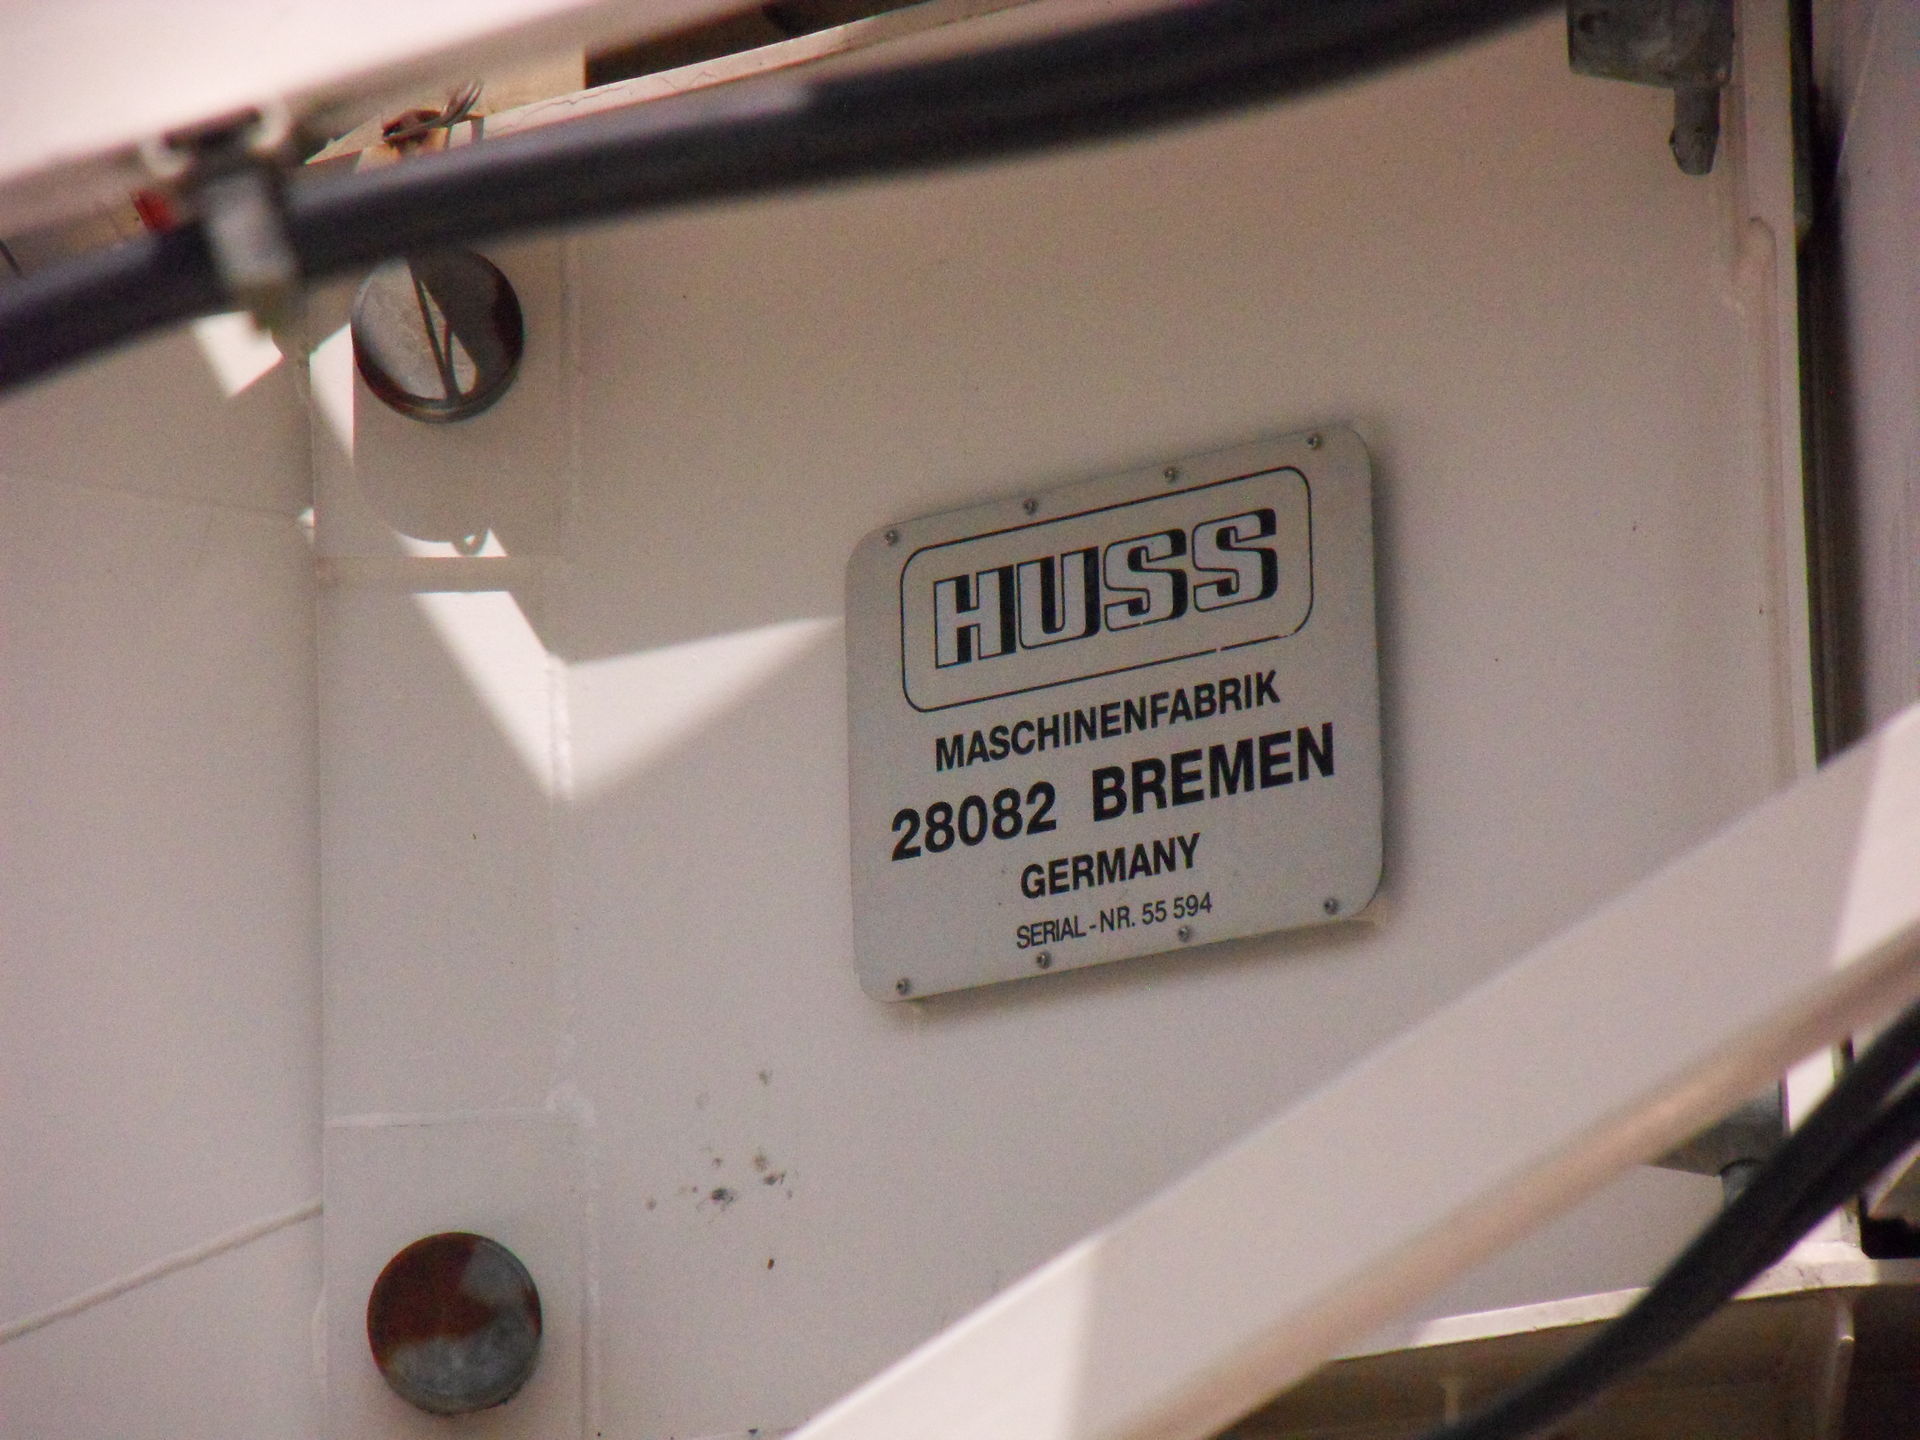 HUSS
MASCHINENFABRIK
28082 BREMEN
GERMANY
SERIAL-NR. 55 594